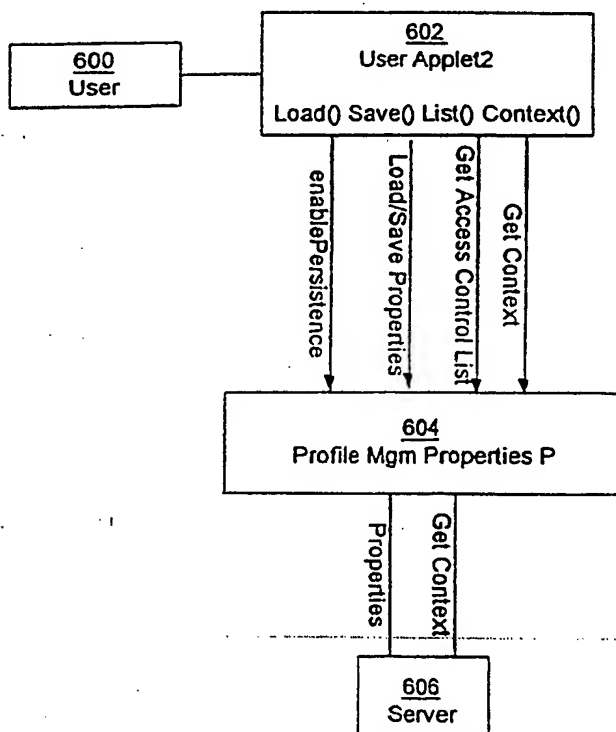 602
User Applet2
600
User
Load() Save() List() Context()
enablePersistence
Load/Save Properties
Get Access Control List
Get Context
604
Profile Mgm Properties P
Properties
Get Context
606
Server